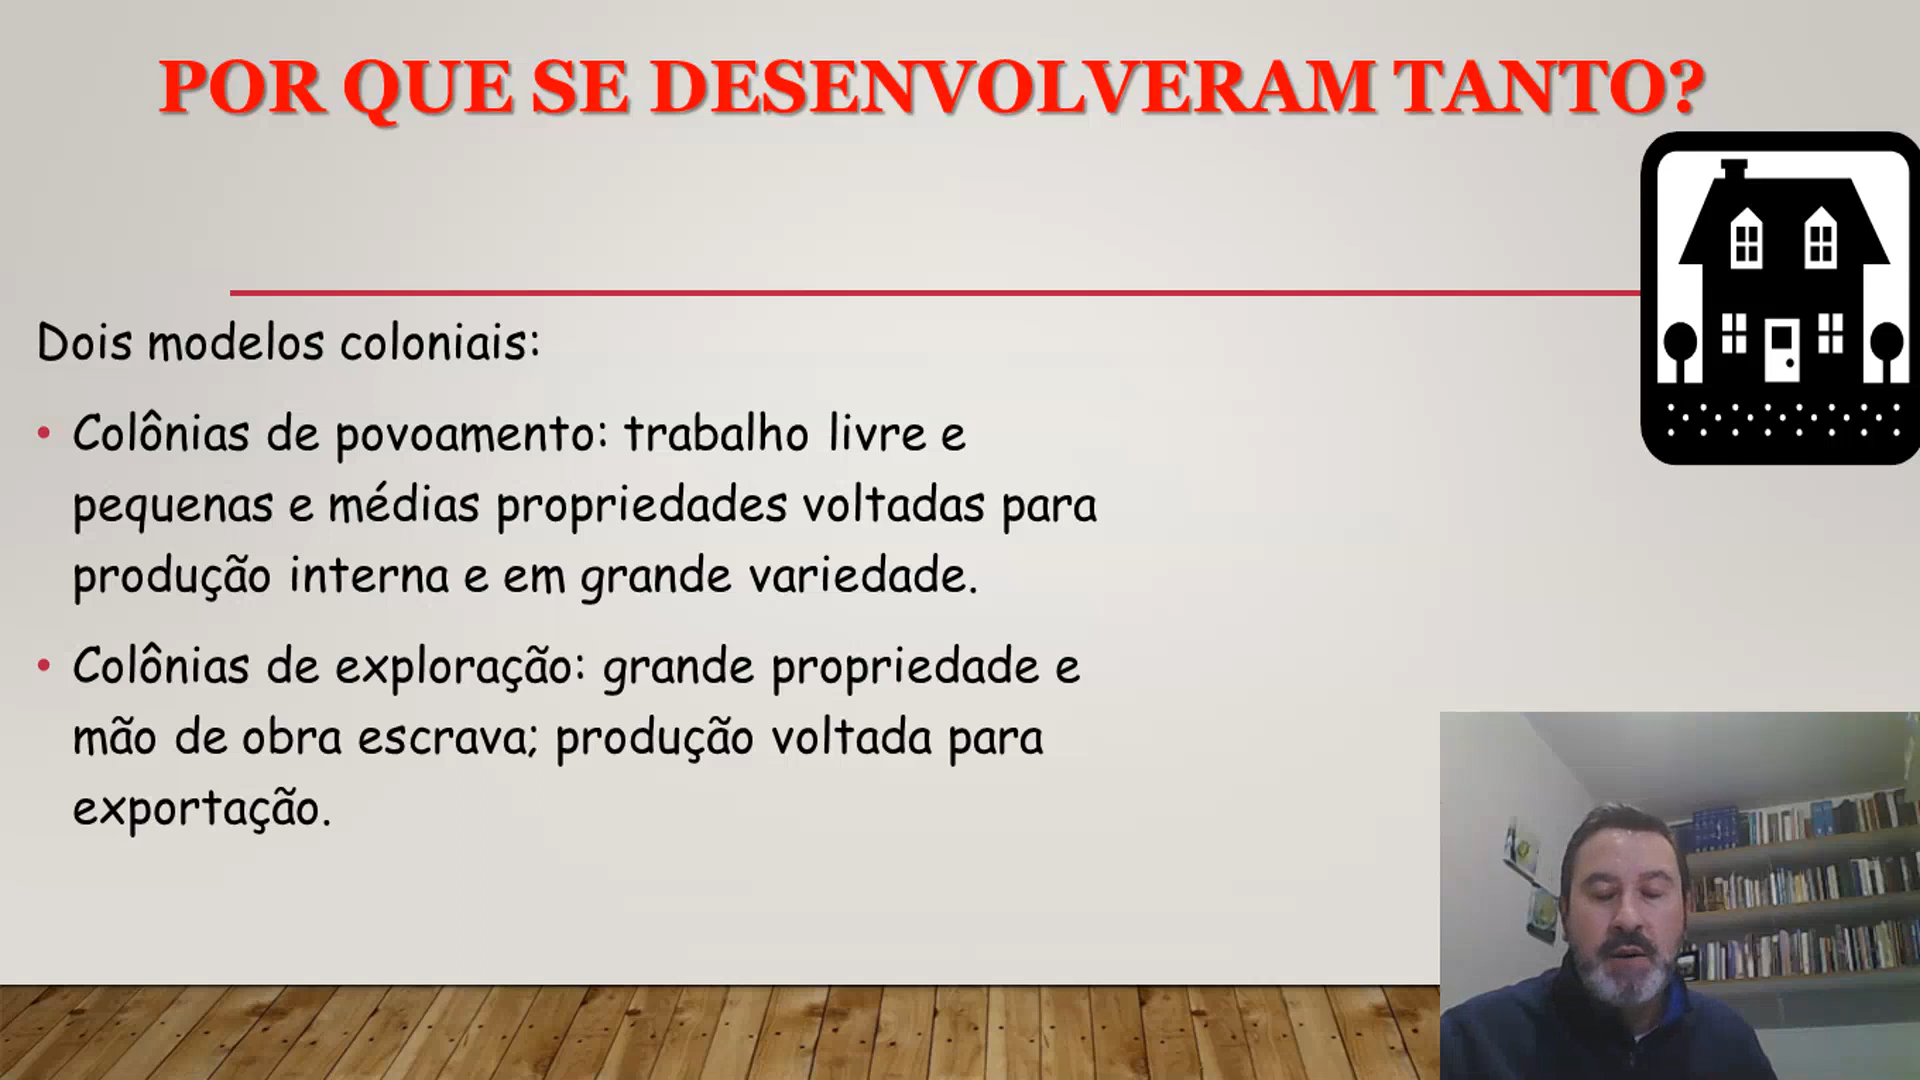 POR QUE SE DESENVOLVERAM TANTO?
Dois modelos coloniais:
• Colônias de povoamento: trabalho livre e
pequenas e médias propriedades voltadas para
produção interna e em grande variedade.
• Colônias de exploração: grande propriedade e
mão de obra escrava; produção voltada para
exportação.